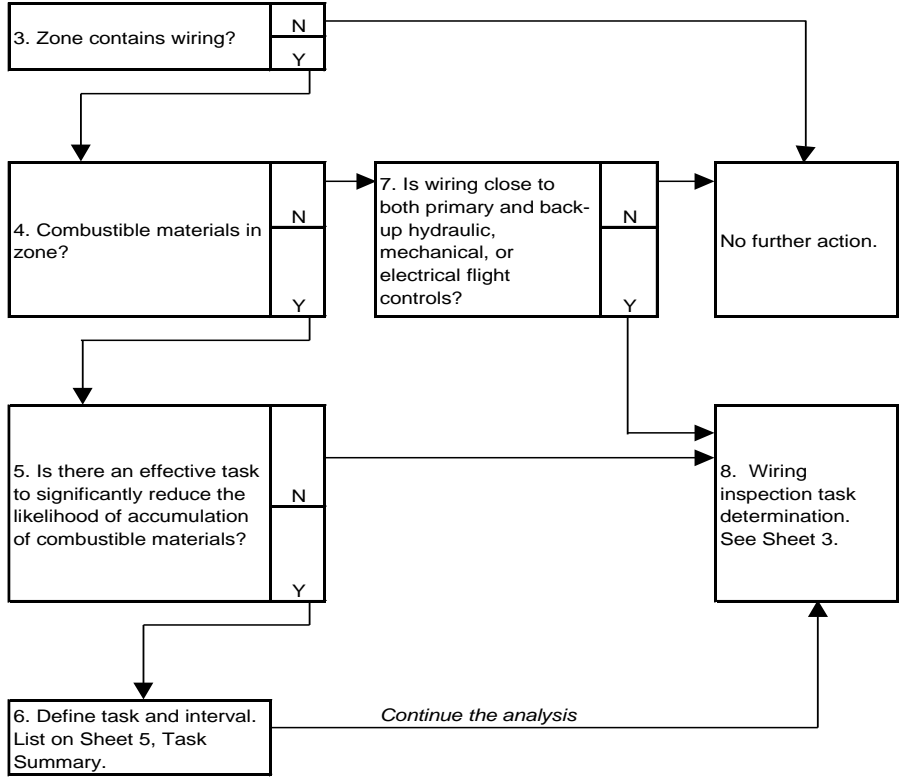 3. Zone contains wiring?
N
Y
4. Combustible materials in
zone?
N
Y
7. Is wiring close to
both primary and back-
up hydraulic,
mechanical, or
electrical flight
controls?
N
Y
No further action.
5. Is there an effective task
to significantly reduce the
likelihood of accumulation
of combustible materials?
N
Y
8. Wiring
inspection task
determination.
See Sheet 3.
6. Define task and interval.
List on Sheet 5, Task
Summary.
Continue the analysis